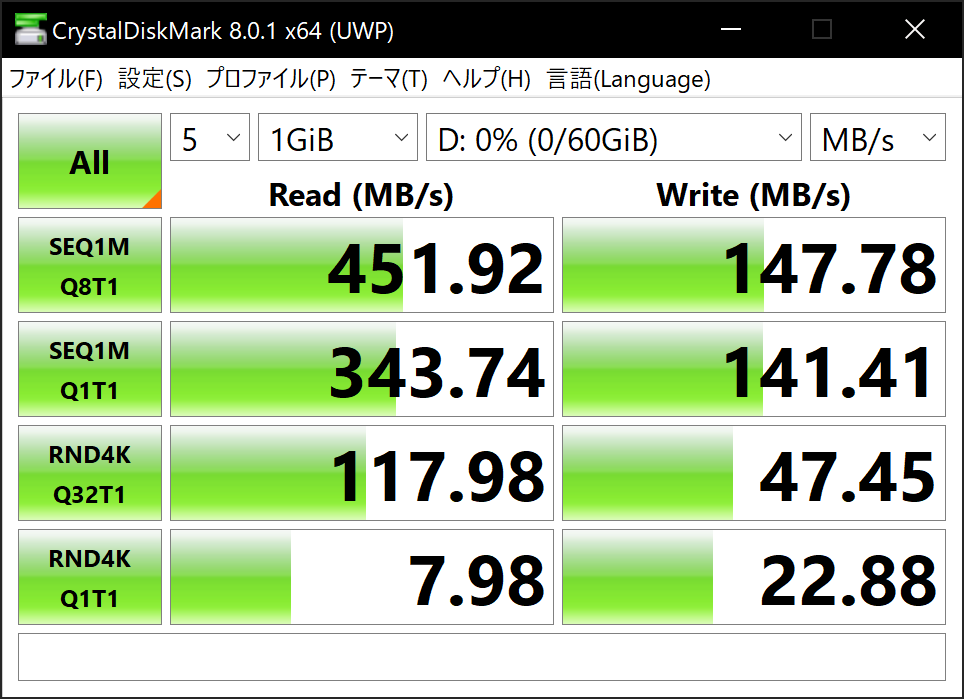 CrystalDiskMark 8.0.1 x64 (UWP)
ファイル(F) 設定(S) プロファイル(P) テーマ(T) ヘルプ(H) 言語(Language)
All 5 1GiB D: 0% (0/60GiB) MB/s
Read (MB/s) Write (MB/s)
SEQ1M
Q8T1 451.92 147.78
SEQ1M
Q1T1 343.74 141.41
RND4K
Q32T1 117.98 47.45
RND4K
Q1T1 7.98 22.88